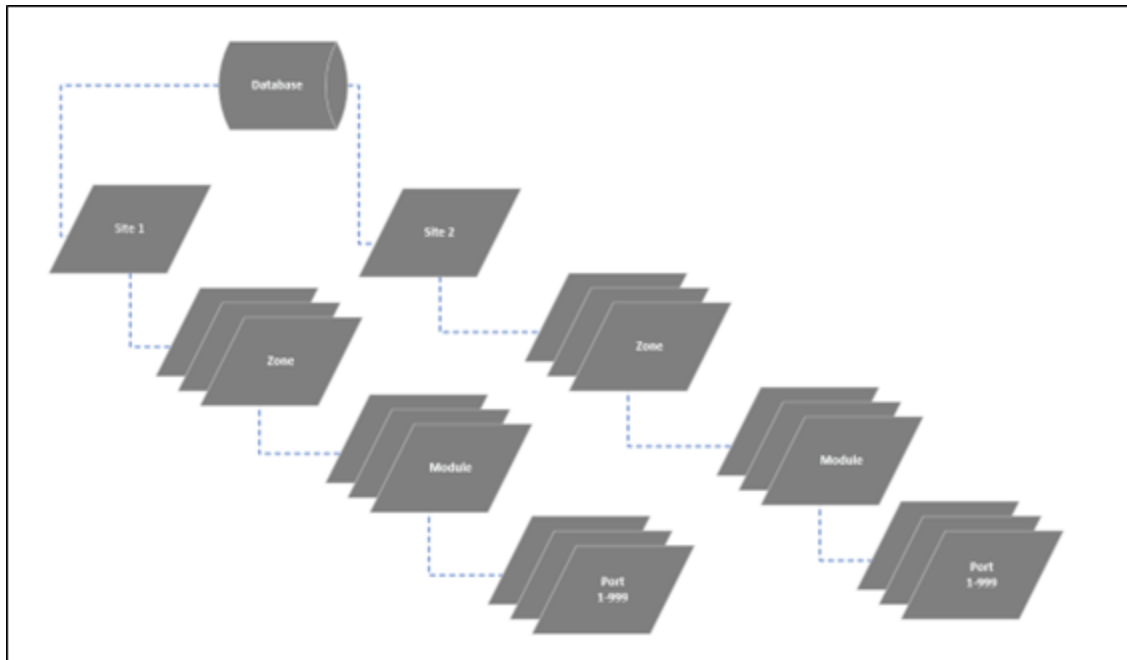 Database
Site 1
Site 2
Zone
Zone
Module
Module
Port
1-999
Port
1-999